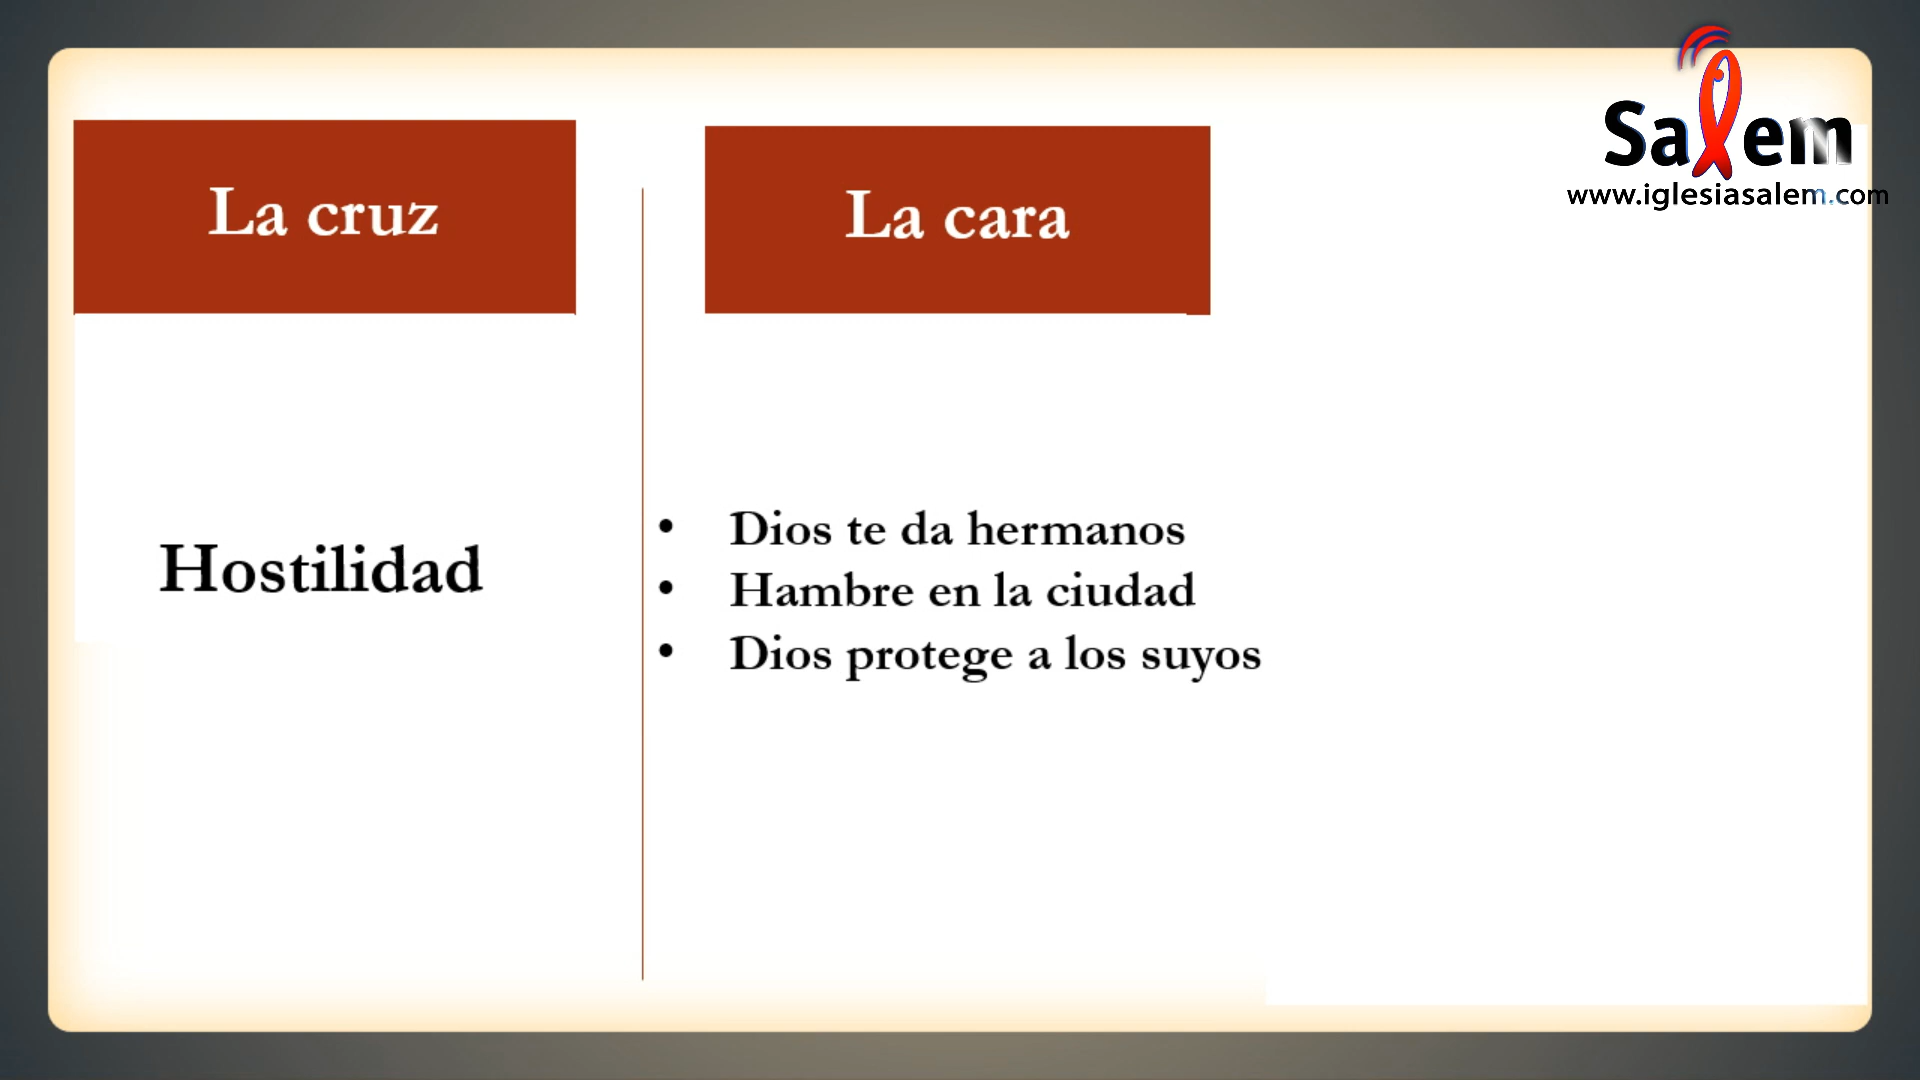 Salem
www.iglesiasalem.com
La cruz
La cara
Hostilidad
• Dios te da hermanos
• Hambre en la ciudad
• Dios protege a los suyos